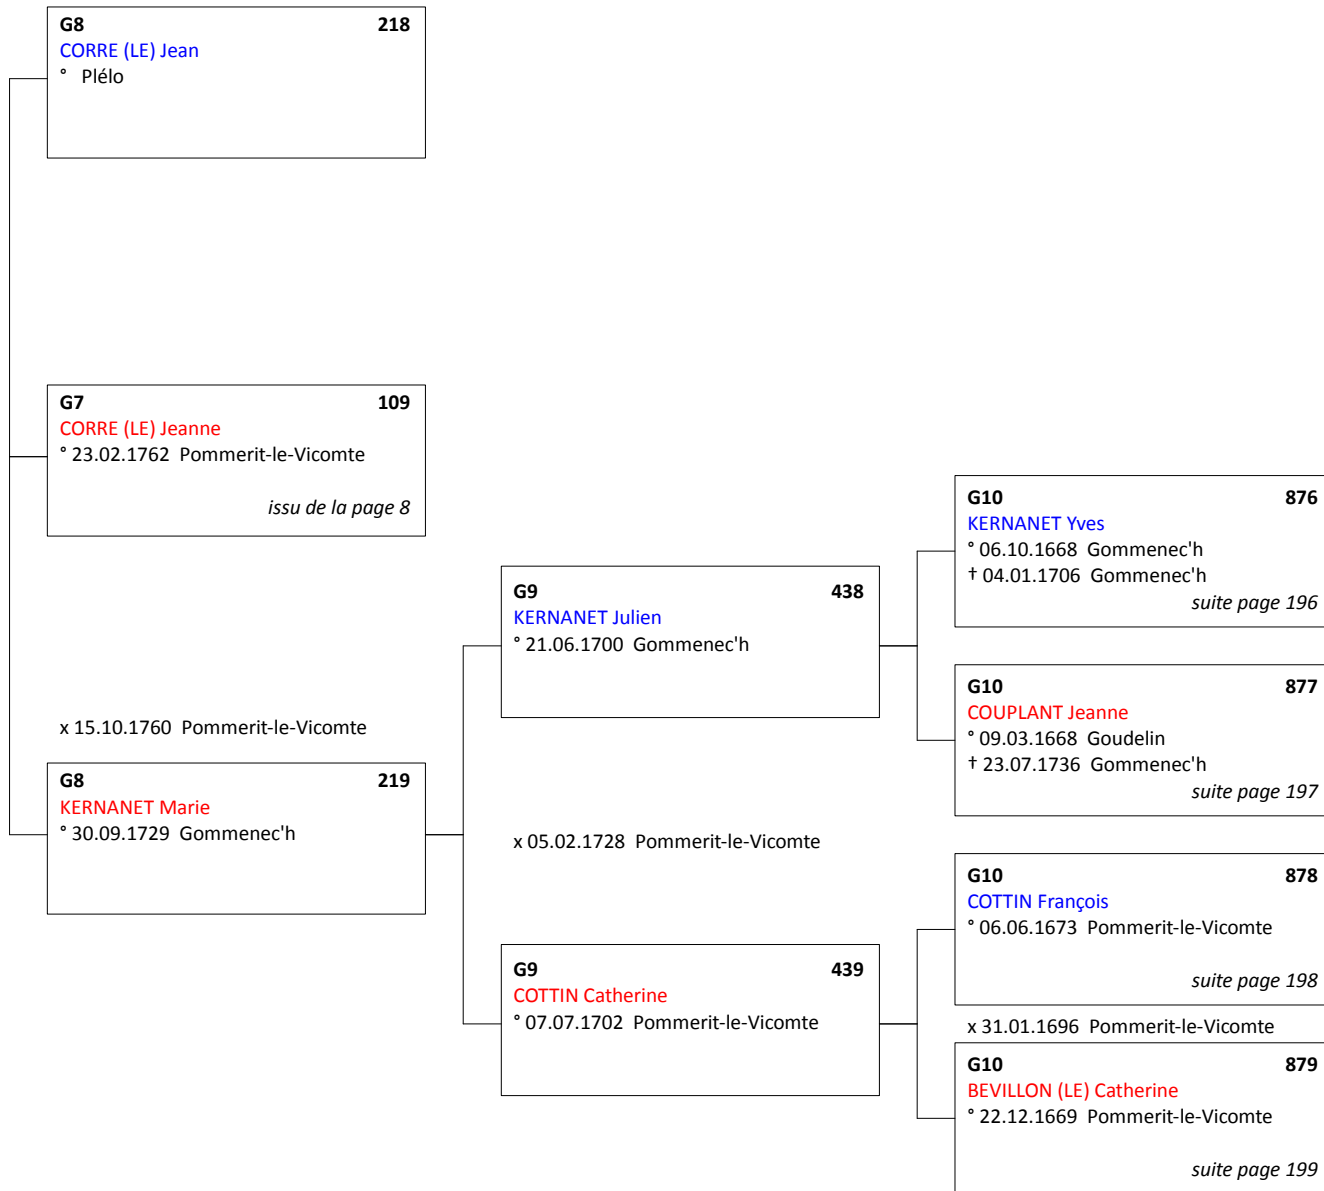 G8 218
CORRE (LE) Jean
° Plélo
G7 109
CORRE (LE) Jeanne
° 23.02.1762 Pommerit-le-Vicomte
issu de la page 8
x 15.10.1760 Pommerit-le-Vicomte
G8 219
KERNANET Marie
° 30.09.1729 Gommenec'h
G9 438
KERNANET Julien
° 21.06.1700 Gommenec'h
x 05.02.1728 Pommerit-le-Vicomte
G9 439
COTTIN Catherine
° 07.07.1702 Pommerit-le-Vicomte
G10 876
KERNANET Yves
° 06.10.1668 Gommenec'h
† 04.01.1706 Gommenec'h
suite page 196
G10 877
COUPLANT Jeanne
° 09.03.1668 Goudelin
† 23.07.1736 Gommenec'h
suite page 197
G10 878
COTTIN François
° 06.06.1673 Pommerit-le-Vicomte
suite page 198
x 31.01.1696 Pommerit-le-Vicomte
G10 879
BEVILLON (LE) Catherine
° 22.12.1669 Pommerit-le-Vicomte
suite page 199